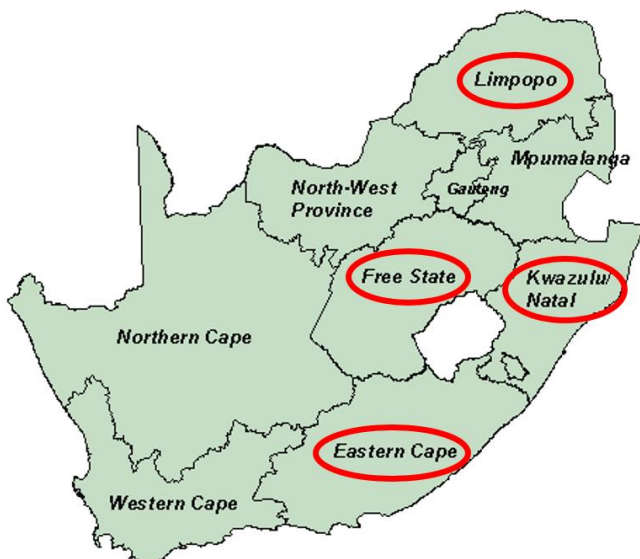 Limpopo
Mpumalanga
Gauteng
North-West
Province
Free State
Kwazulu/
Natal
Northern Cape
Eastern Cape
Western Cape